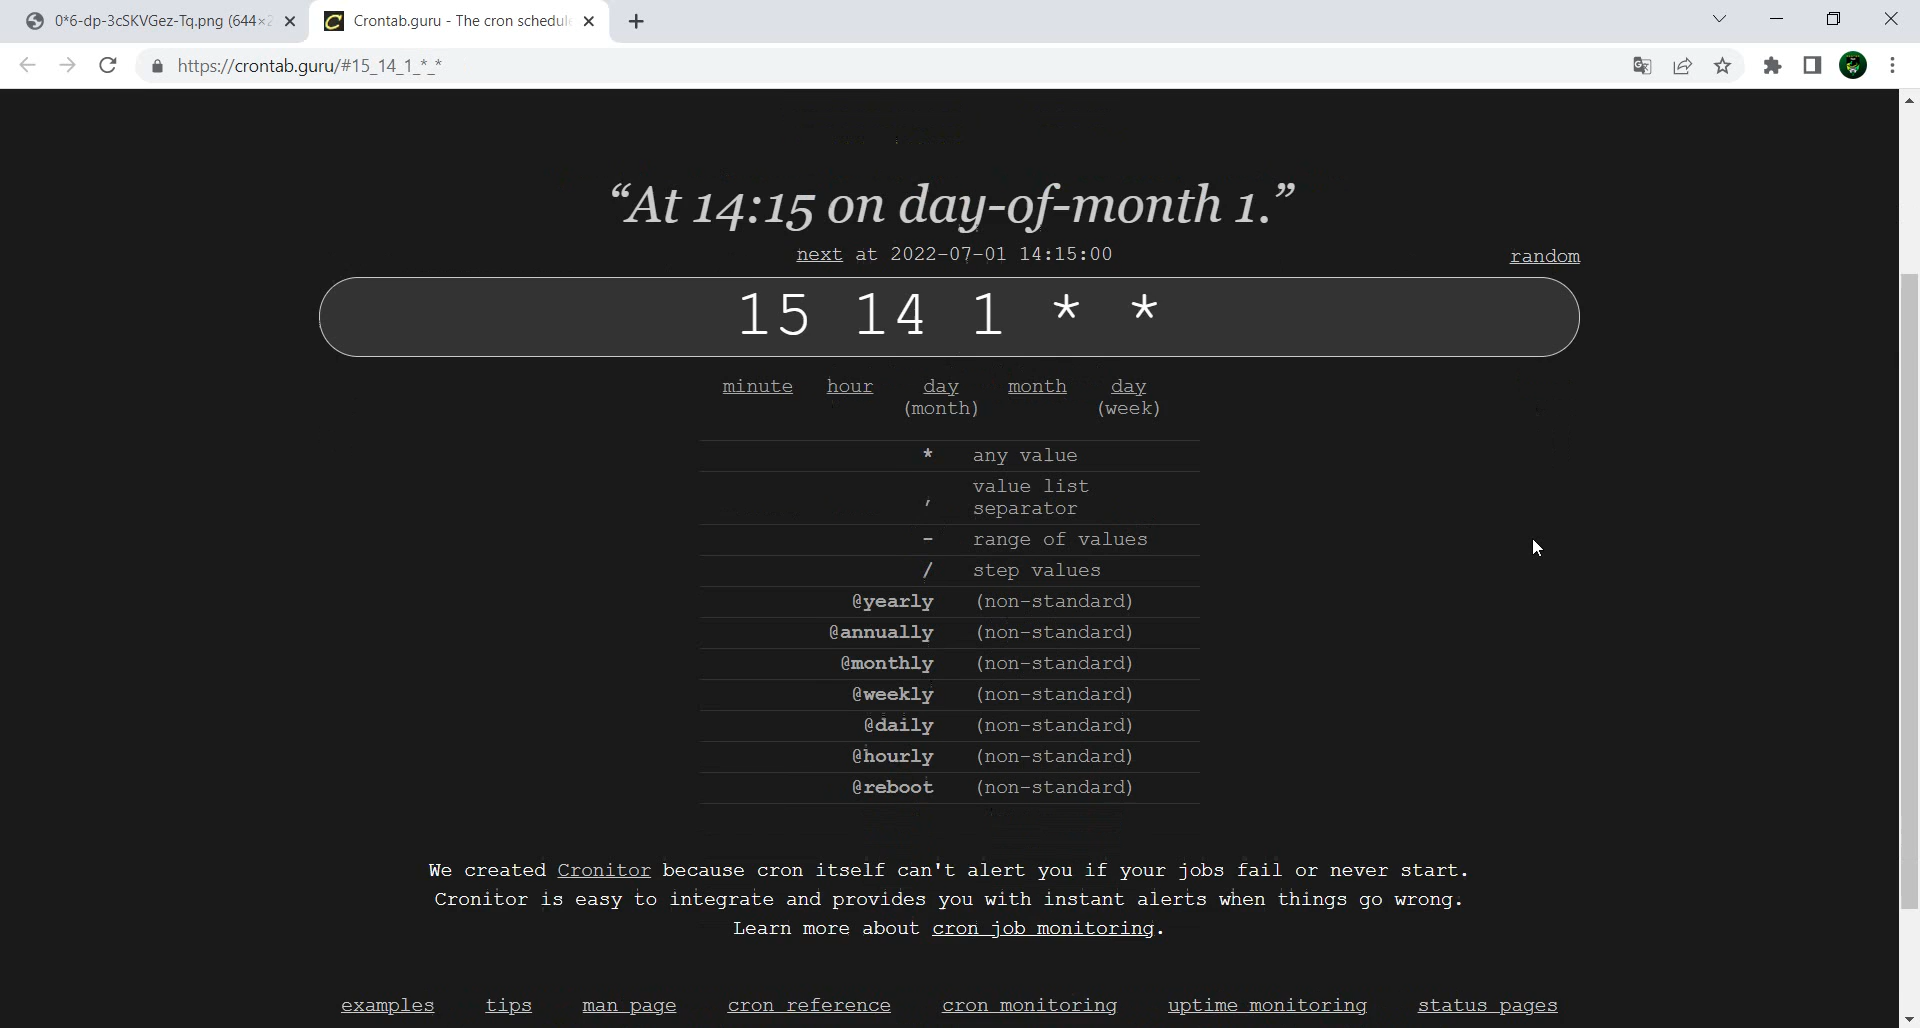 0*6-dp-3cSKVGez-Tq.png (644×2
Crontab.guru - The cron schedule
https://crontab.guru/#15_14_1_*_*
“At 14:15 on day-of-month 1.”
next at 2022-07-01 14:15:00
random
15 14 1 * *
minute hour day month day
(month) (week)
* any value
, value list
separator
- range of values
/ step values
@yearly (non-standard)
@annually (non-standard)
@monthly (non-standard)
@weekly (non-standard)
@daily (non-standard)
@hourly (non-standard)
@reboot (non-standard)
We created Cronitor because cron itself can't alert you if your jobs fail or never start.
Cronitor is easy to integrate and provides you with instant alerts when things go wrong.
Learn more about cron job monitoring.
examples tips man page cron reference cron monitoring uptime monitoring status pages